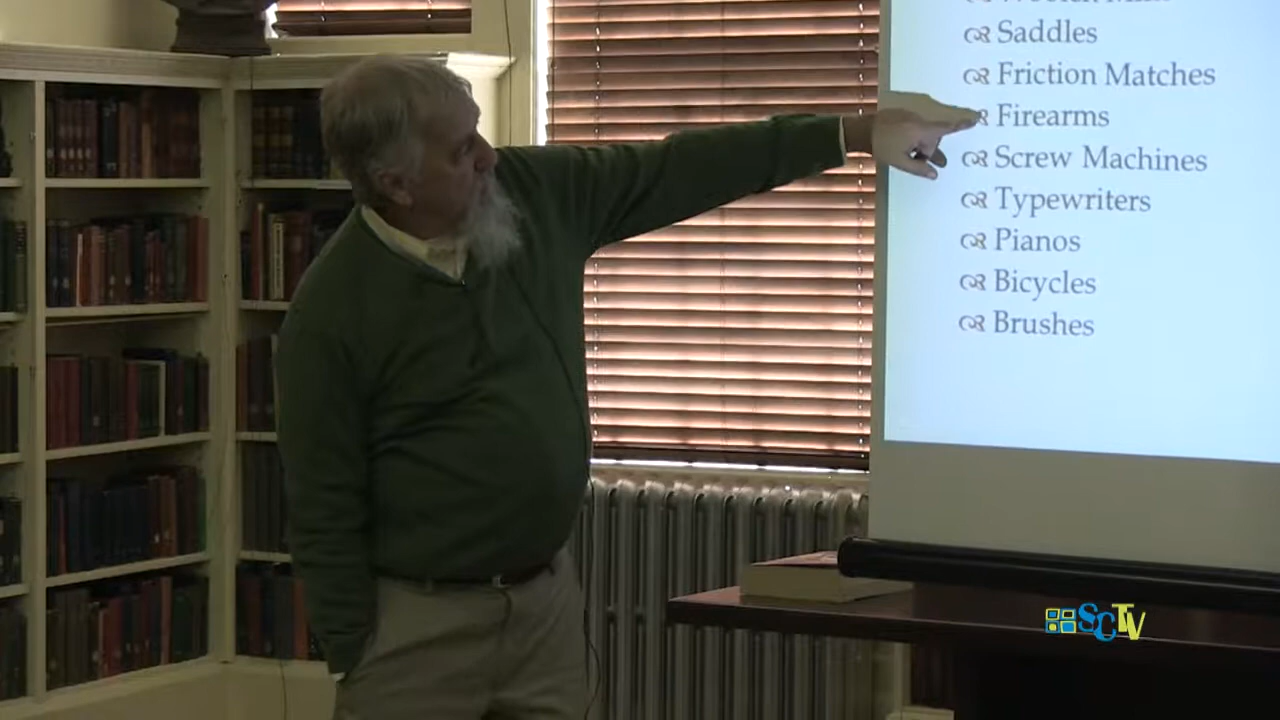 Saddles
Friction Matches
Firearms
Screw Machines
Typewriters
Pianos
Bicycles
Brushes
SCTV